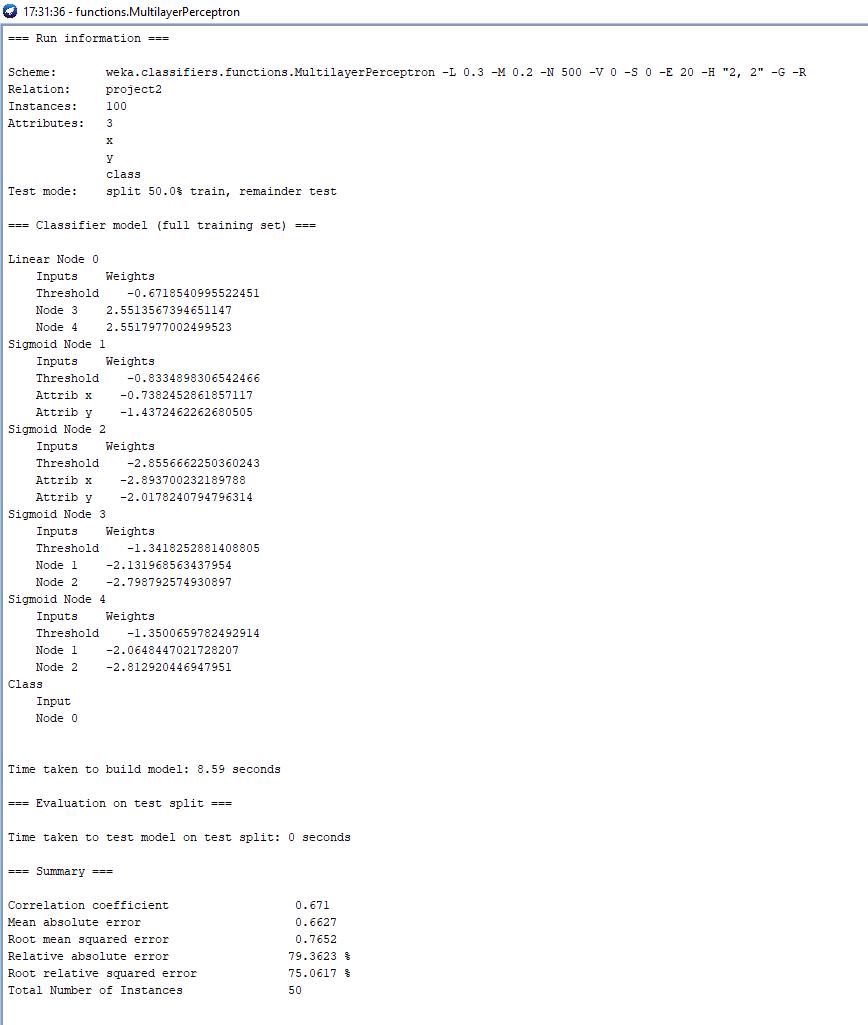 17:31:36 - functions.MultilayerPerceptron
=== Run information ===
Scheme: weka.classifiers.functions.MultilayerPerceptron -L 0.3 -M 0.2 -N 500 -V 0 -S 0 -E 20 -H "2, 2" -G -R
Relation: project2
Instances: 100
Attributes: 3
x
y
class
Test mode: split 50.0% train, remainder test
=== Classifier model (full training set) ===
Linear Node 0
Inputs Weights
Threshold -0.6718540995522451
Node 3 2.5513567394651147
Node 4 2.5517977002499523
Sigmoid Node 1
Inputs Weights
Threshold -0.8334898306542466
Attrib x -0.7382452861857117
Attrib y -1.4372462262680505
Sigmoid Node 2
Inputs Weights
Threshold -2.8556662250360243
Attrib x -2.893700232189788
Attrib y -2.0178240794796314
Sigmoid Node 3
Inputs Weights
Threshold -1.3418252881408805
Node 1 -2.131968563437954
Node 2 -2.798792574930897
Sigmoid Node 4
Inputs Weights
Threshold -1.3500659782492914
Node 1 -2.0648447021728207
Node 2 -2.812920446947951
Class
Input
Node 0
Time taken to build model: 8.59 seconds
=== Evaluation on test split ===
Time taken to test model on test split: 0 seconds
=== Summary ===
Correlation coefficient 0.671
Mean absolute error 0.6627
Root mean squared error 0.7652
Relative absolute error 79.3623 %
Root relative squared error 75.0617 %
Total Number of Instances 50